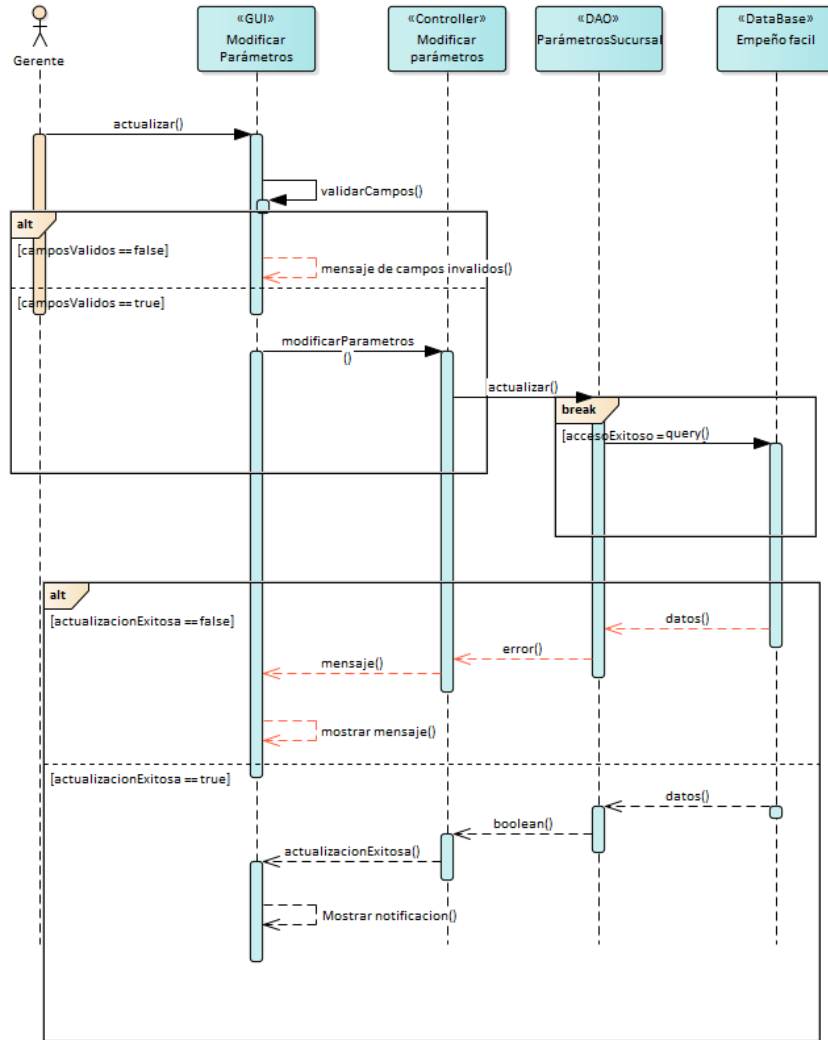 Gerente
«GUI»
Modificar
Parámetros
«Controller»
Modificar
parámetros
«DAO»
ParámetrosSucursal
«DataBase»
Empeño facil
actualizar()
validarCampos()
alt
[camposValidos == false]
mensaje de campos invalidos()
[camposValidos == true]
modificarParametros
()
actualizar()
break
[accesoExitoso = query()
alt
[actualizacionExitosa == false]
datos()
error()
mensaje()
mostrar mensaje()
[actualizacionExitosa == true]
datos()
boolean()
actualizacionExitosa()
Mostrar notificacion()